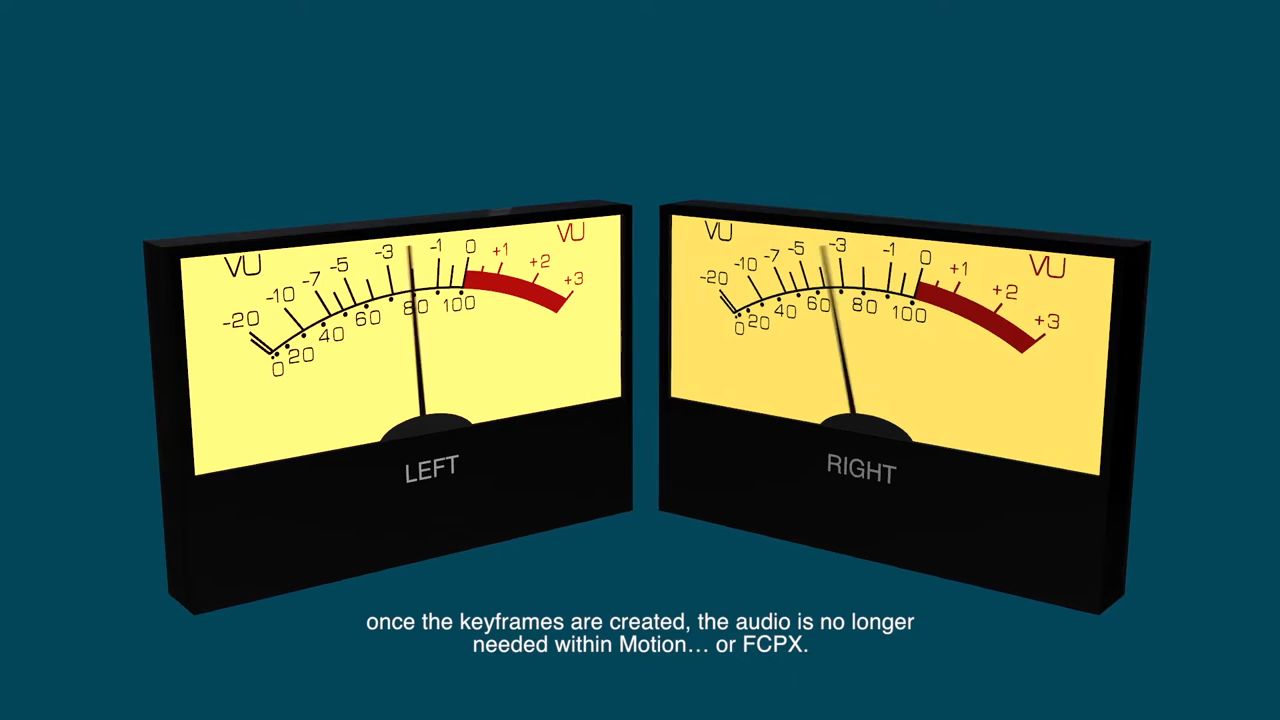 VU
-20 -10 -7 -5 -3 -1 0 +1 +2 +3
0 20 40 60 80 100
VU
LEFT
VU
-20 -10 -7 -5 -3 -1 0 +1 +2 +3
0 20 40 60 80 100
VU
RIGHT
once the keyframes are created, the audio is no longer
needed within Motion... or FCPX.